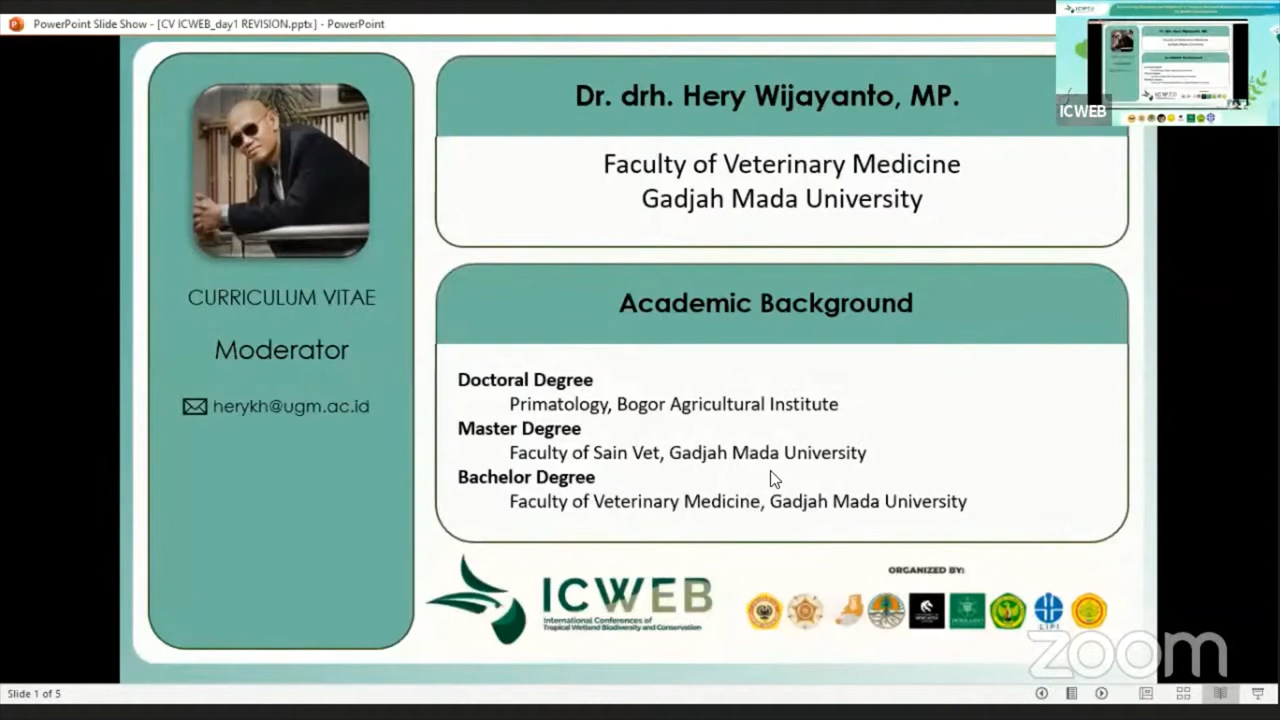 PowerPoint Slide Show - [CV ICWEB_day1 REVISION.pptx] - PowerPoint
ICWEB
Dr. drh. Hery Wijayanto, MP.
Faculty of Veterinary Medicine
Gadjah Mada University
CURRICULUM VITAE
Moderator
herykh@ugm.ac.id
Academic Background
Doctoral Degree
Primatology, Bogor Agricultural Institute
Master Degree
Faculty of Sain Vet, Gadjah Mada University
Bachelor Degree
Faculty of Veterinary Medicine, Gadjah Mada University
ICWEB
International Conferences of
Tropical Wetland Biodiversity and Conservation
ORGANIZED BY:
LIPI
zoom
Slide 1 of 5